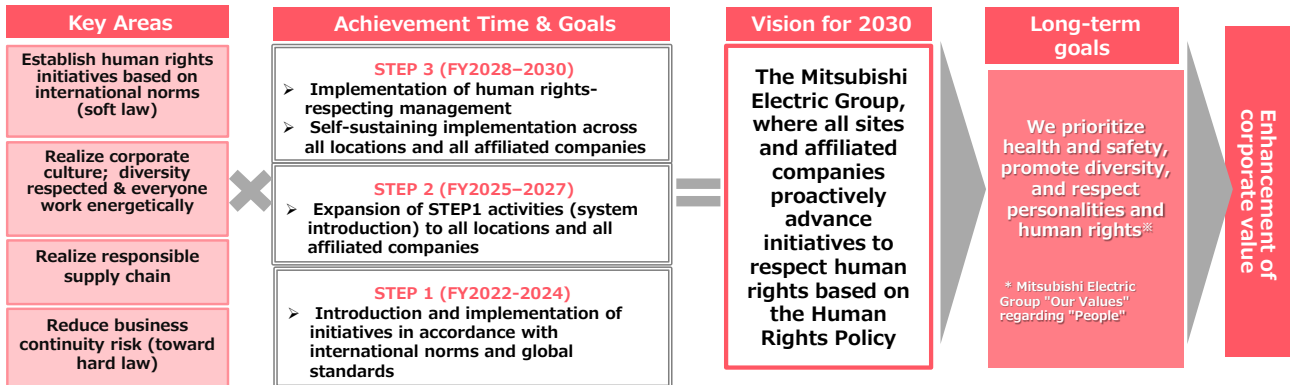 Key Areas
Establish human rights
initiatives based on
international norms
(soft law)
Realize corporate
culture; diversity
respected & everyone
work energetically
Realize responsible
supply chain
Reduce business
continuity risk (toward
hard law)
Achievement Time & Goals
STEP 3 (FY2028–2030)
➢ Implementation of human rights-
respecting management
➢ Self-sustaining implementation across
all locations and all affiliated companies
STEP 2 (FY2025–2027)
➢ Expansion of STEP1 activities (system
introduction) to all locations and all
affiliated companies
STEP 1 (FY2022-2024)
➢ Introduction and implementation of
initiatives in accordance with
international norms and global
standards
Vision for 2030
The Mitsubishi
Electric Group,
where all sites
and affiliated
companies
proactively
advance
initiatives to
respect human
rights based on
the Human
Rights Policy
Long-term
goals
We prioritize
health and safety,
promote diversity,
and respect
personalities and
human rights※
* Mitsubishi Electric
Group "Our Values"
regarding "People"
Enhancement of
corporate value